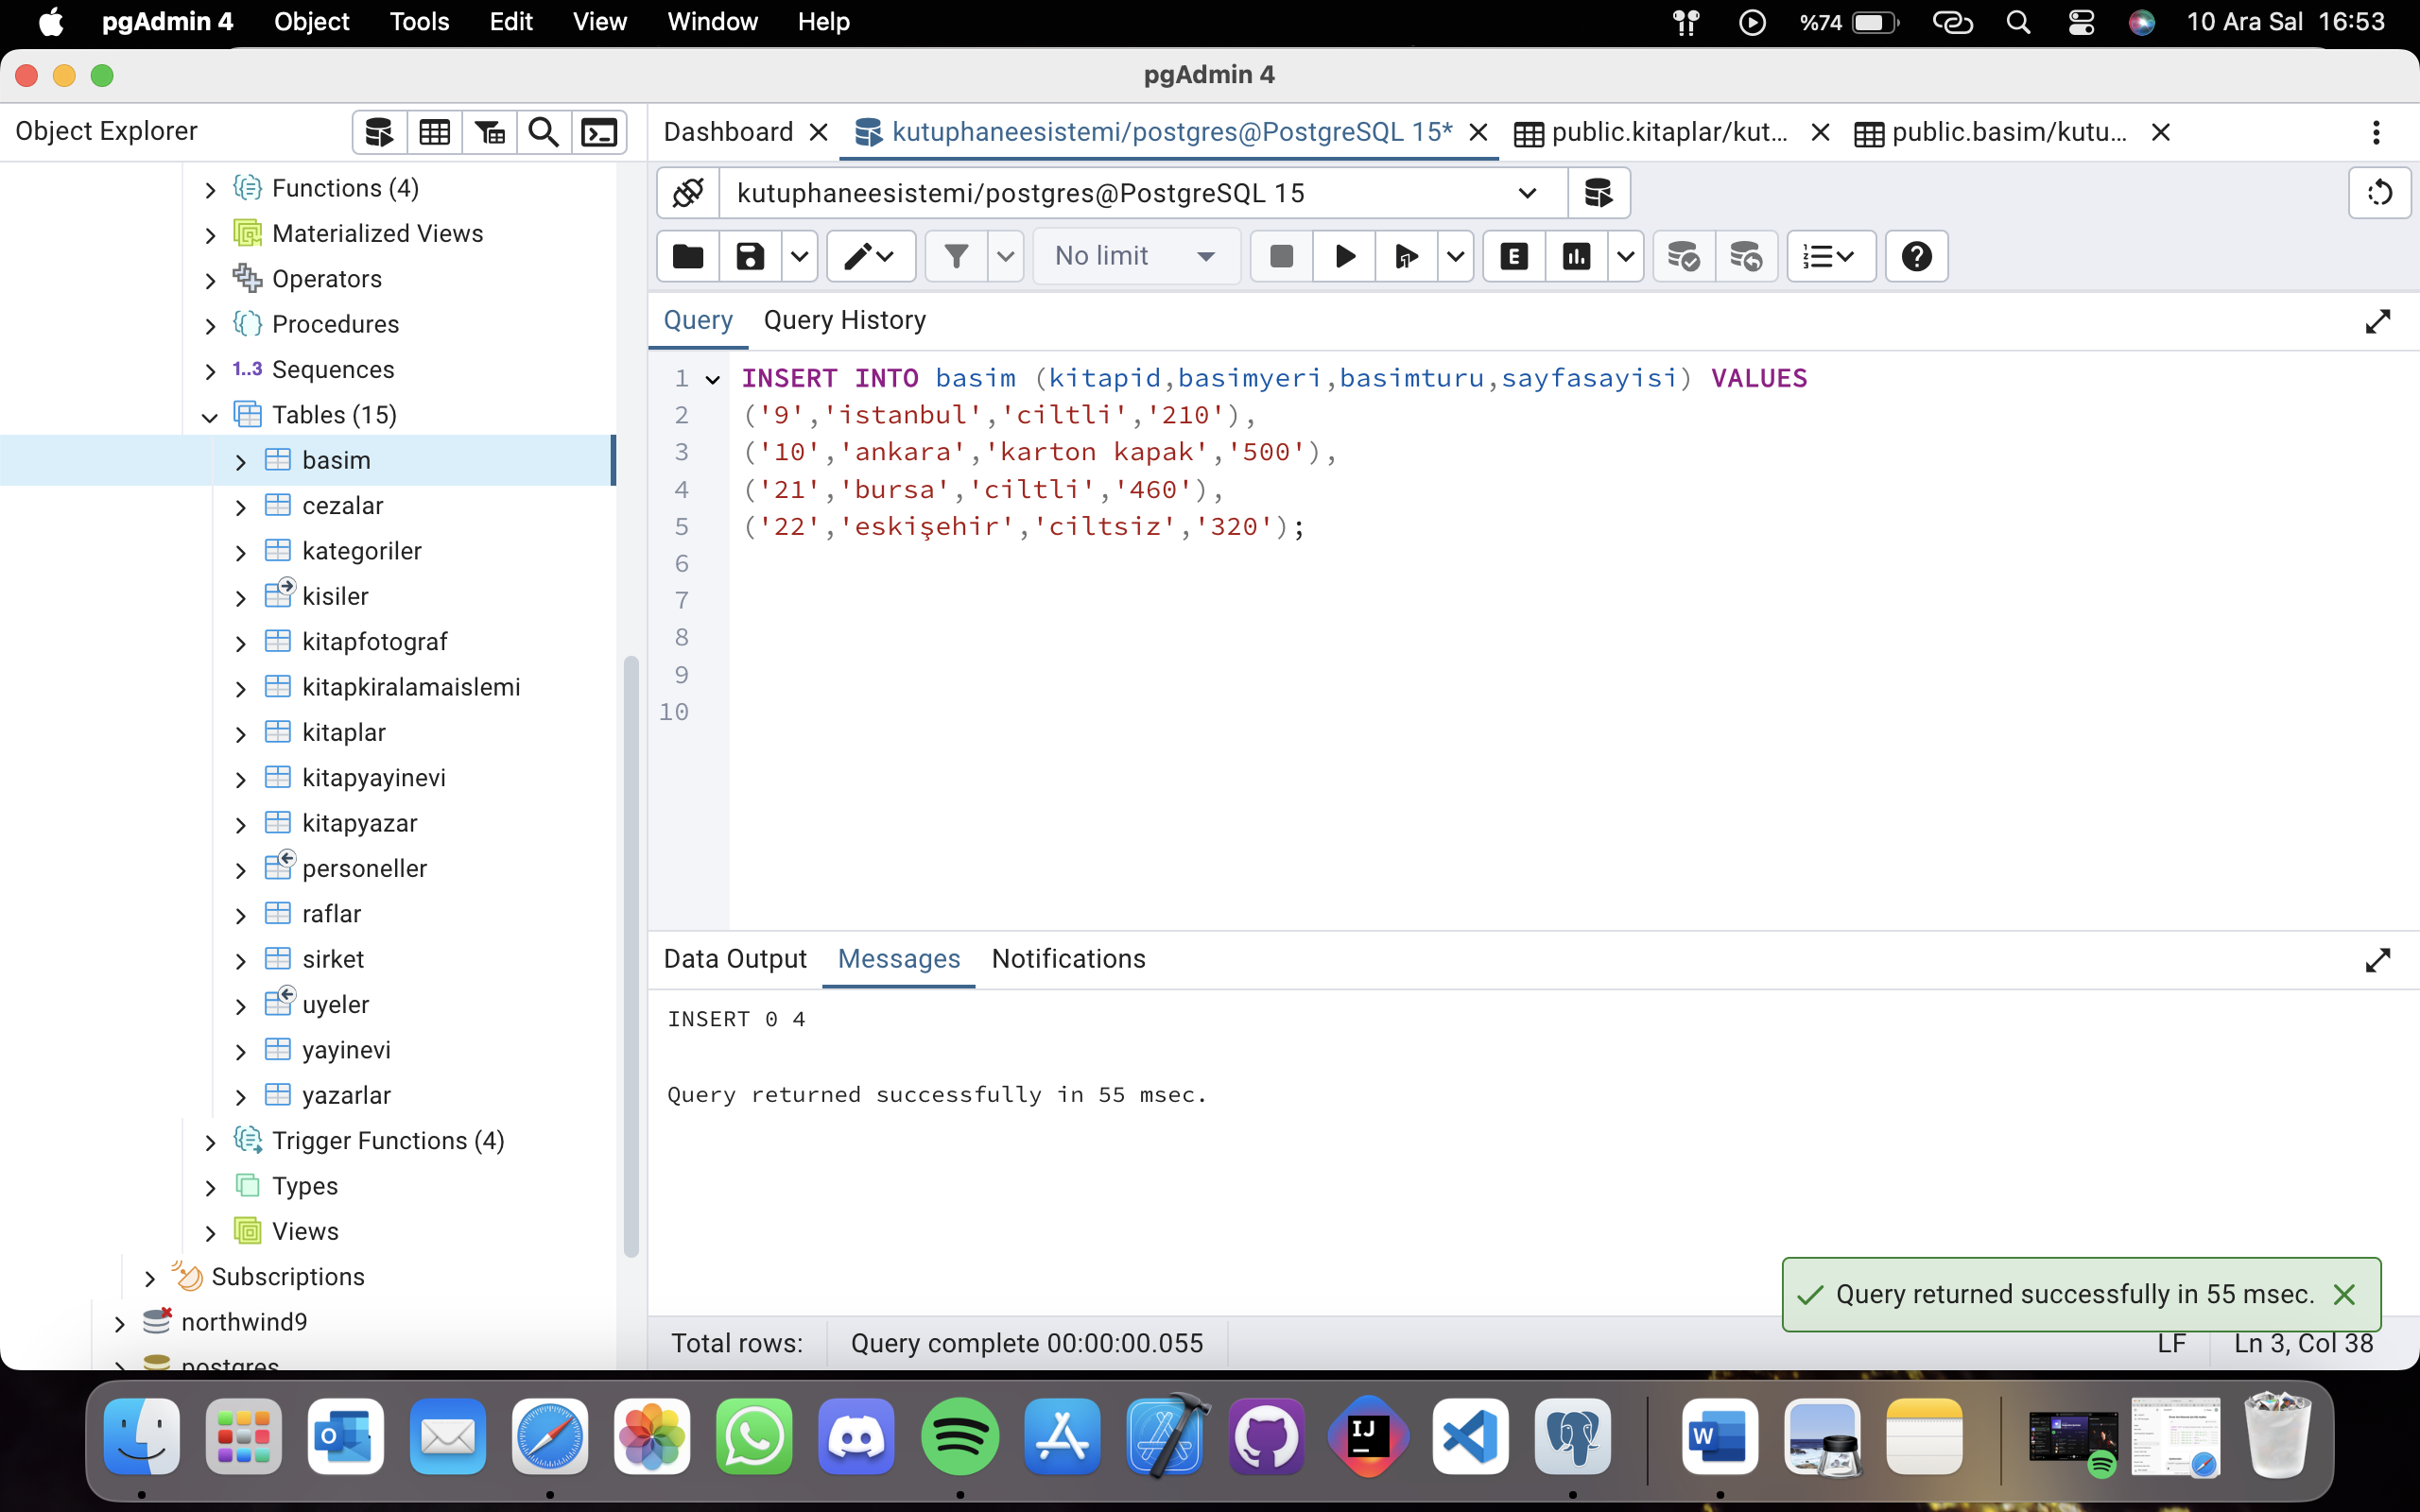 pgAdmin 4 Object Tools Edit View Window Help %74 10 Ara Sal 16:53
pgAdmin 4
Object Explorer
Functions (4)
Materialized Views
Operators
Procedures
1..3 Sequences
Tables (15)
basim
cezalar
kategoriler
kisiler
kitapfotograf
kitapkiralamaislemi
kitaplar
kitapyayinevi
kitapyazar
personeller
raflar
sirket
uyeler
yayinevi
yazarlar
Trigger Functions (4)
Types
Views
Subscriptions
northwind9
postgres
Dashboard kutuphaneesistemi/postgres@PostgreSQL 15* public.kitaplar/kut... public.basim/kutu...
kutuphaneesistemi/postgres@PostgreSQL 15
No limit E
Query Query History
1 INSERT INTO basim (kitapid,basimyeri,basimturu,sayfasayisi) VALUES
2 ('9','istanbul','ciltli','210'),
3 ('10','ankara','karton kapak','500'),
4 ('21','bursa','ciltli','460'),
5 ('22','eskişehir','ciltsiz','320');
6
7
8
9
10
Data Output Messages Notifications
INSERT 0 4
Query returned successfully in 55 msec.
Query returned successfully in 55 msec.
Total rows: Query complete 00:00:00.055 LF Ln 3, Col 38
IJ
W